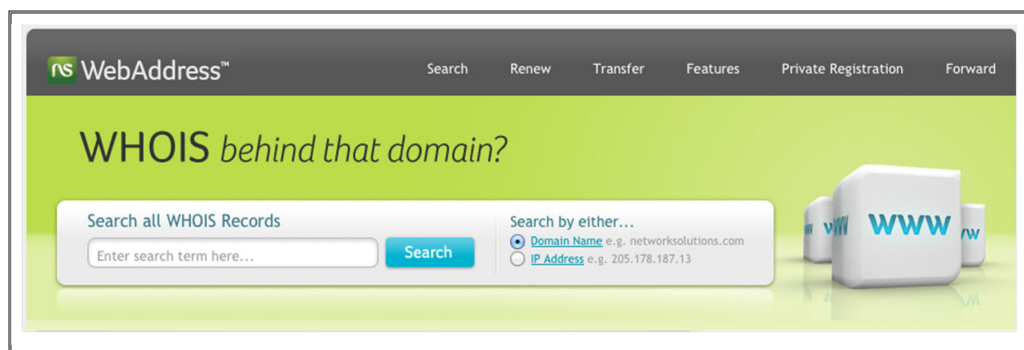 ns WebAddress™ Search Renew Transfer Features Private Registration Forward
WHOIS behind that domain?
Search all WHOIS Records
Enter search term here...
Search
Search by either...
Domain Name e.g. networksolutions.com
IP Address e.g. 205.178.187.13
www